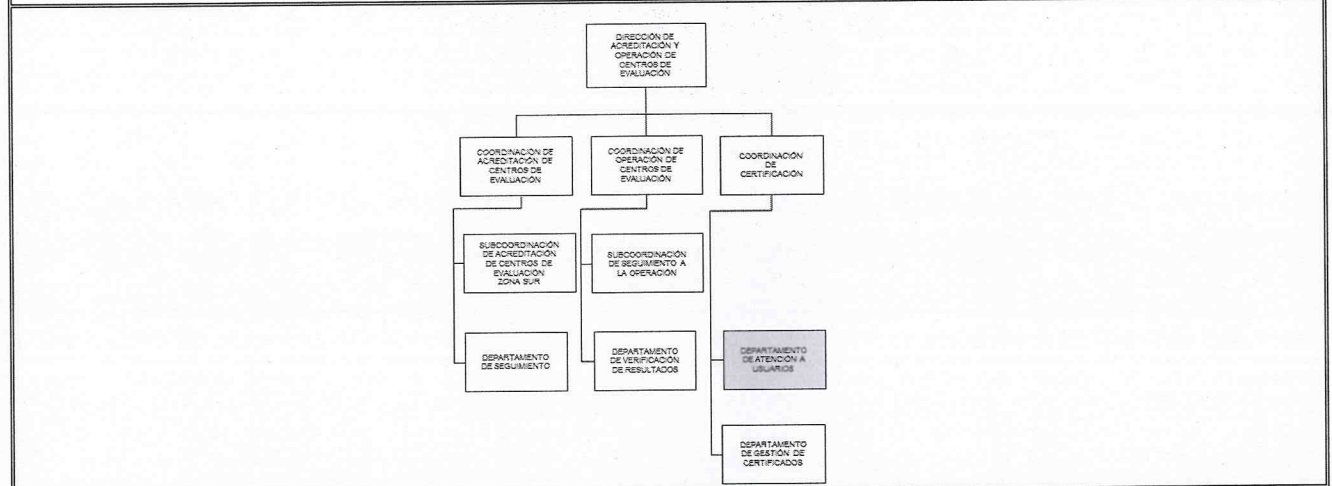 DIRECCIÓN DE
ACREDITACIÓN Y
OPERACIÓN DE
CENTROS DE
EVALUACIÓN
COORDINACIÓN DE
ACREDITACIÓN DE
CENTROS DE
EVALUACIÓN
COORDINACIÓN DE
OPERACIÓN DE
CENTROS DE
EVALUACIÓN
COORDINACIÓN
DE
CERTIFICACIÓN
SUBCOORDINACIÓN
DE ACREDITACIÓN
DE CENTROS DE
EVALUACIÓN
ZONA SUR
SUBCOORDINACIÓN
DE SEGUIMIENTO A
LA OPERACIÓN
DEPARTAMENTO
DE SEGUIMIENTO
DEPARTAMENTO
DE VERIFICACIÓN
DE RESULTADOS
DEPARTAMENTO
DE ATENCIÓN A
USUARIOS
DEPARTAMENTO
DE GESTIÓN DE
CERTIFICADOS